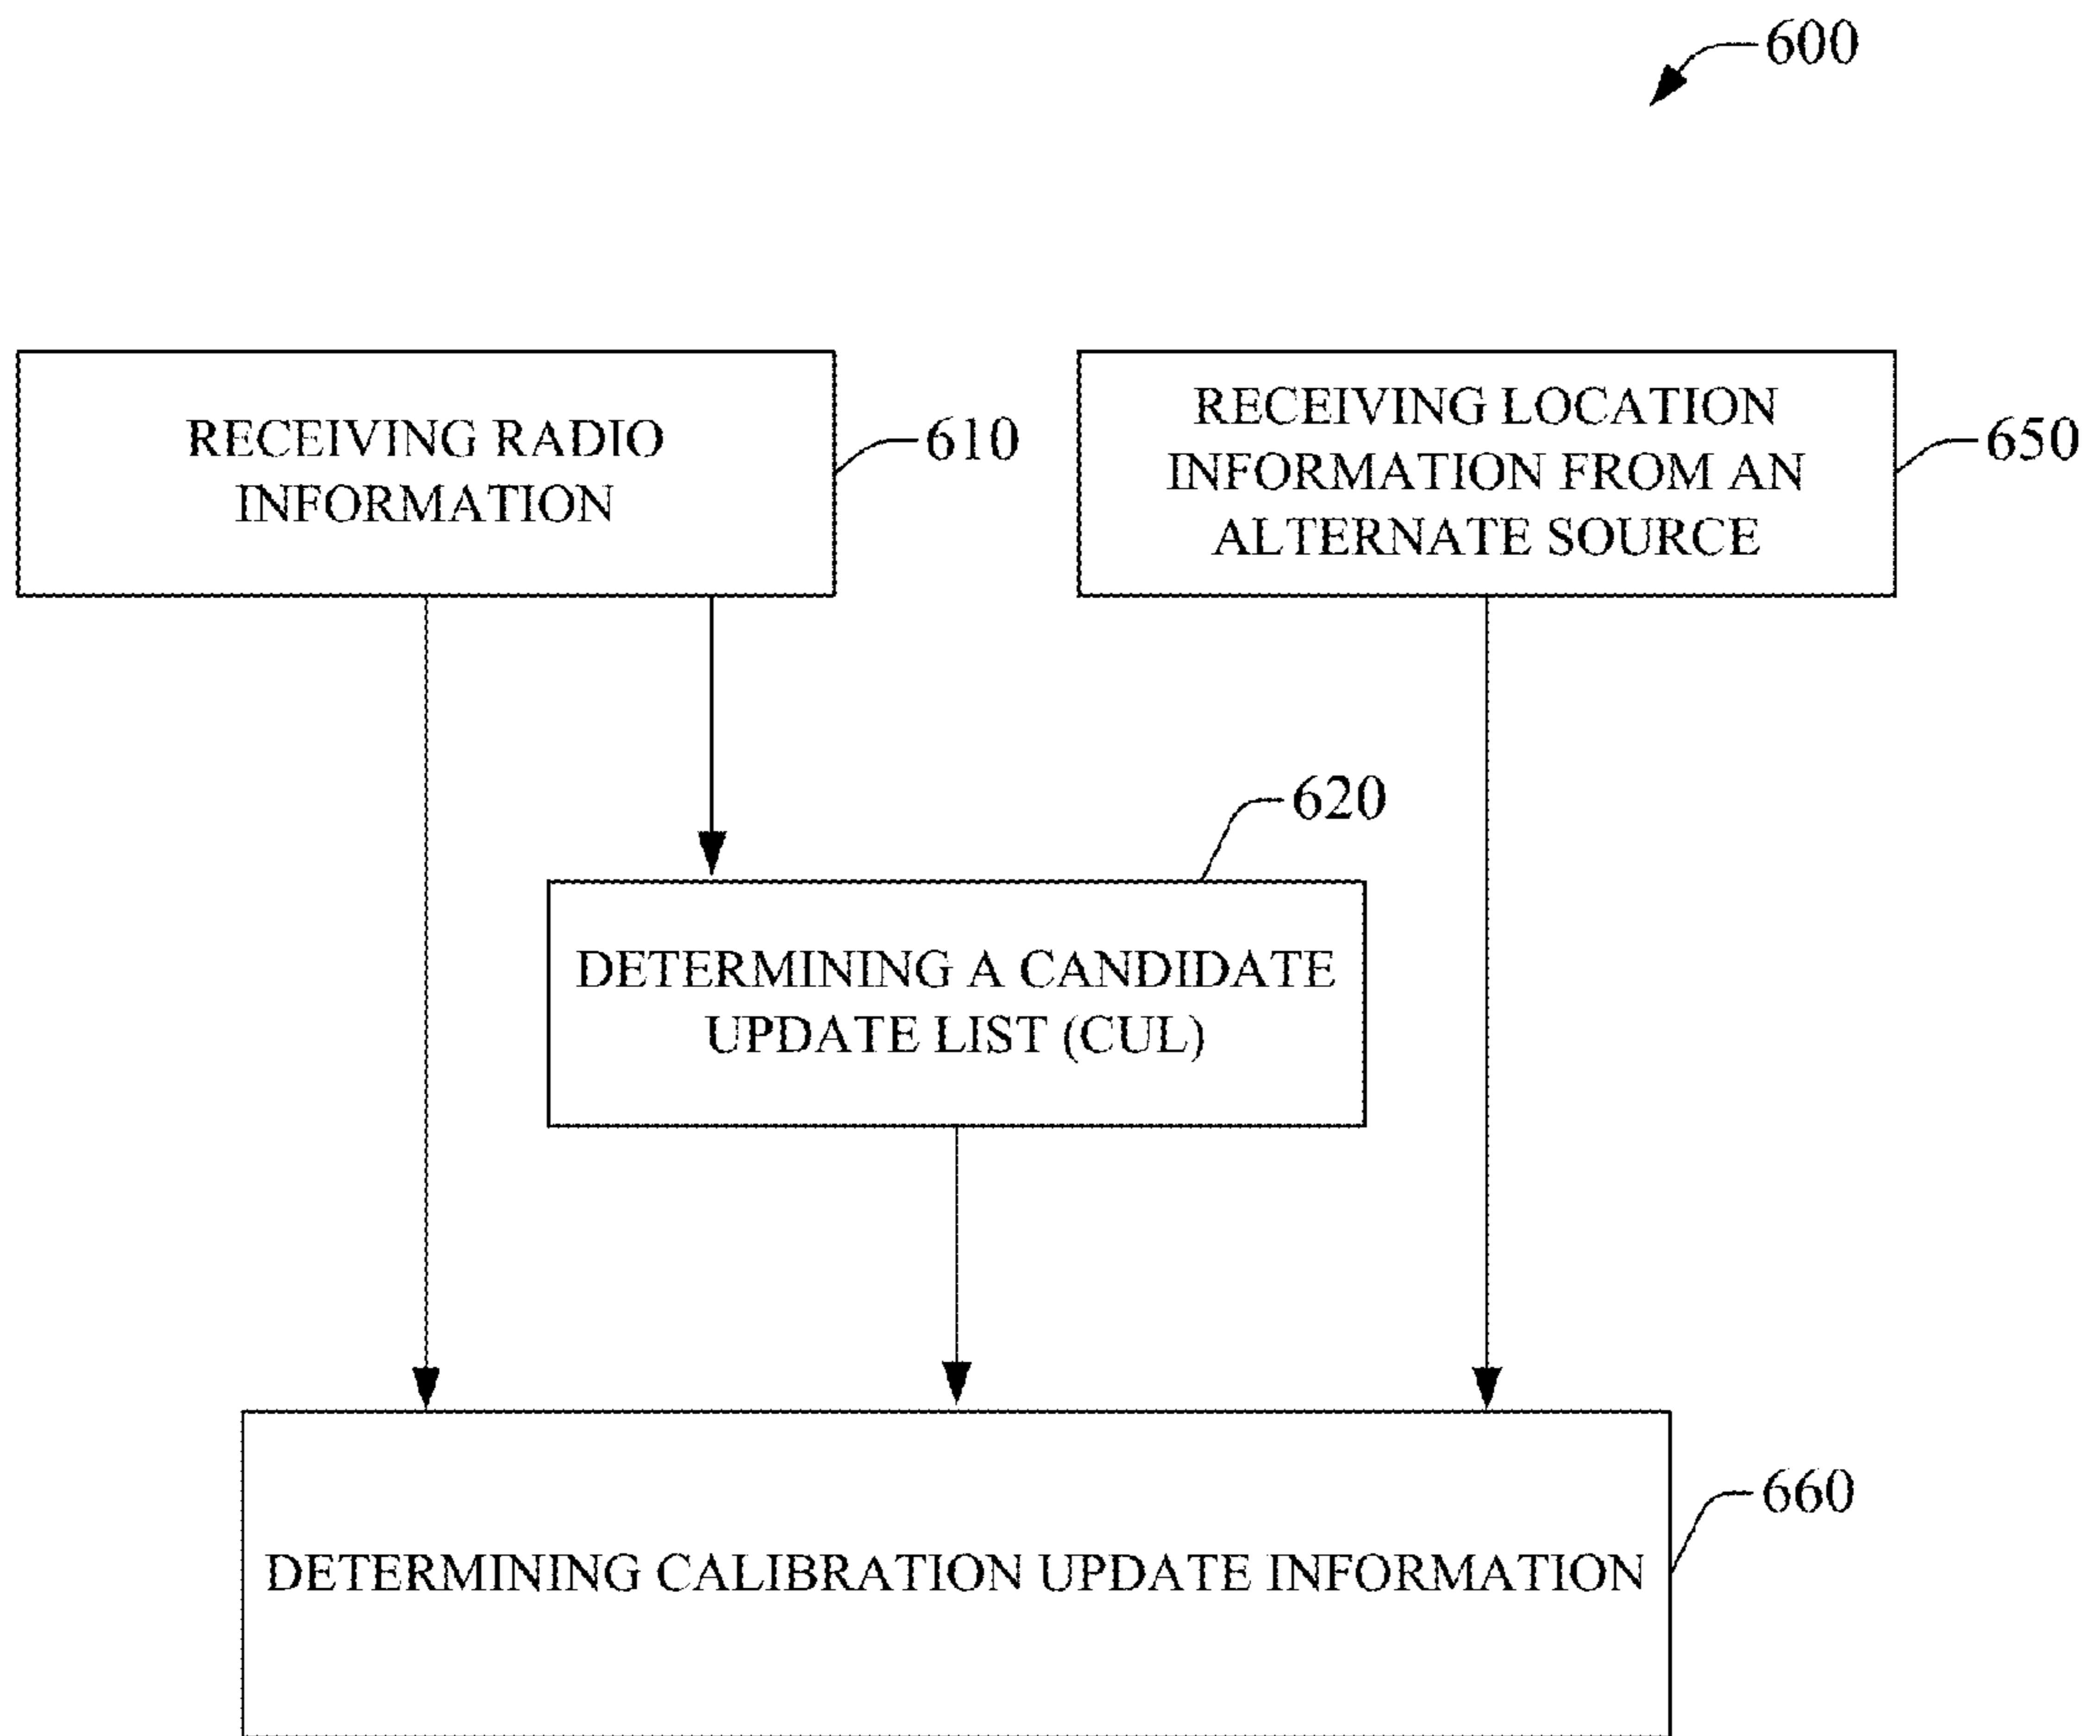 600
RECEIVING RADIO
INFORMATION
610
RECEIVING LOCATION
INFORMATION FROM AN
ALTERNATE SOURCE
650
620
DETERMINING A CANDIDATE
UPDATE LIST (CUL)
660
DETERMINING CALIBRATION UPDATE INFORMATION